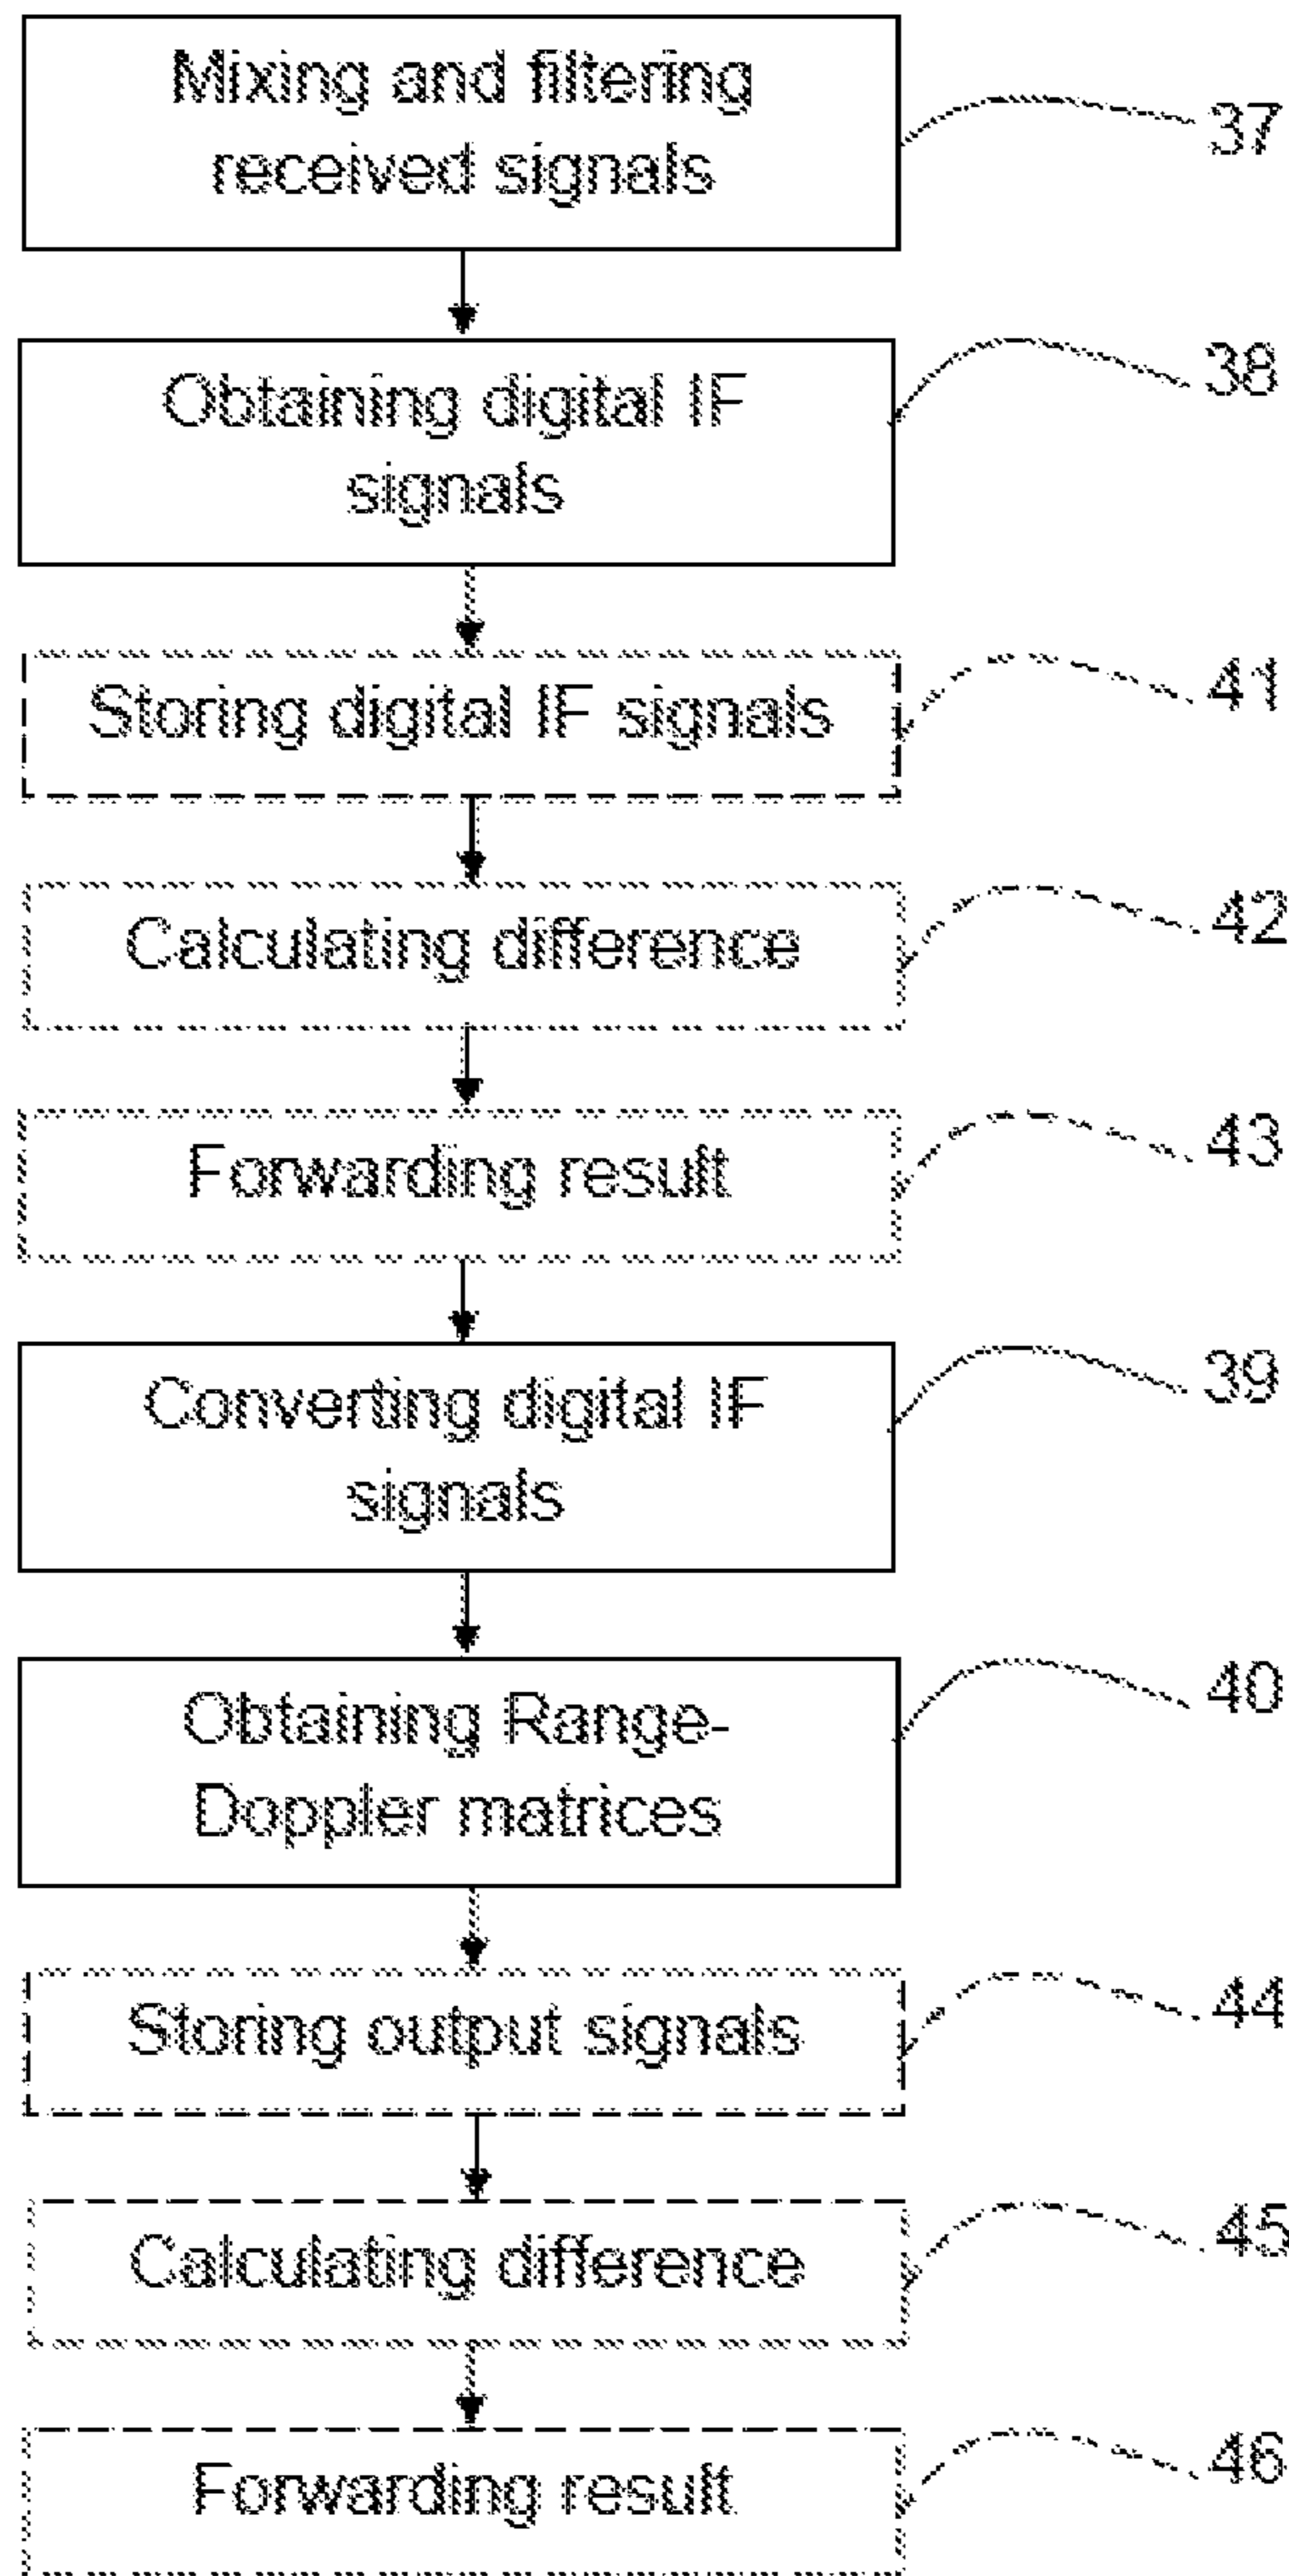 Mixing and filtering
received signals
37
Obtaining digital IF
signals
38
Storing digital IF signals
41
Calculating difference
42
Forwarding result
43
Converting digital IF
signals
39
Obtaining Range-
Doppler matrices
40
Storing output signals
44
Calculating difference
45
Forwarding result
46